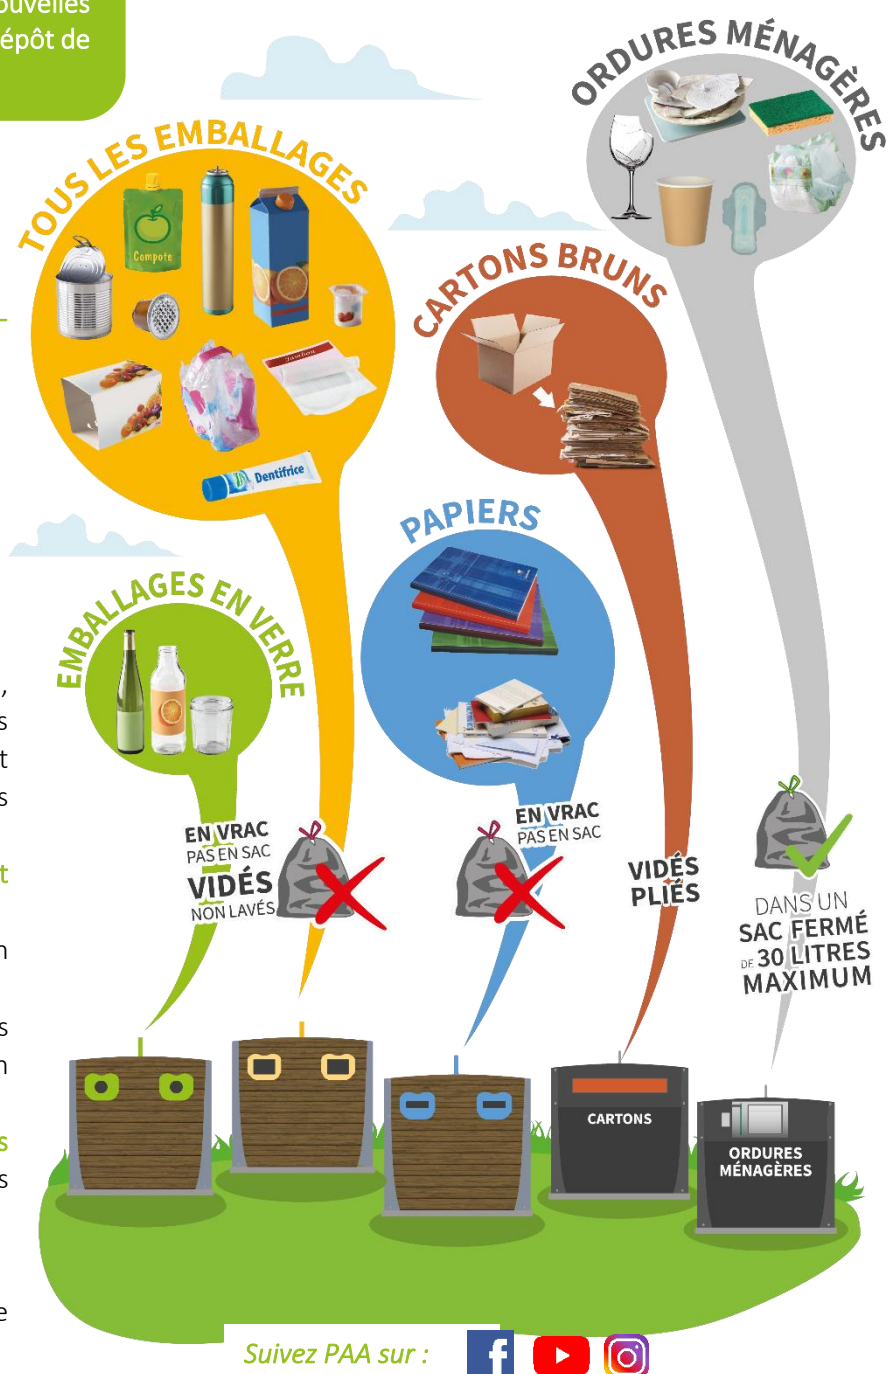 ouvelles
épôt de
ORDURES MÉNAGÈRES
TOUS LES EMBALLAGES
Compote
CARTONS BRUNS
Jambon
Dentifrice
PAPIERS
EMBALLAGES EN VERRE
,
s
t
s
EN VRAC
PAS EN SAC
VIDÉS
NON LAVÉS
EN VRAC
PAS EN SAC
VIDÉS
PLIÉS
DANS UN
SAC FERMÉ
DE 30 LITRES
MAXIMUM
t
n
s
n
s
s
e
CARTONS
ORDURES
MÉNAGÈRES
Suivez PAA sur :